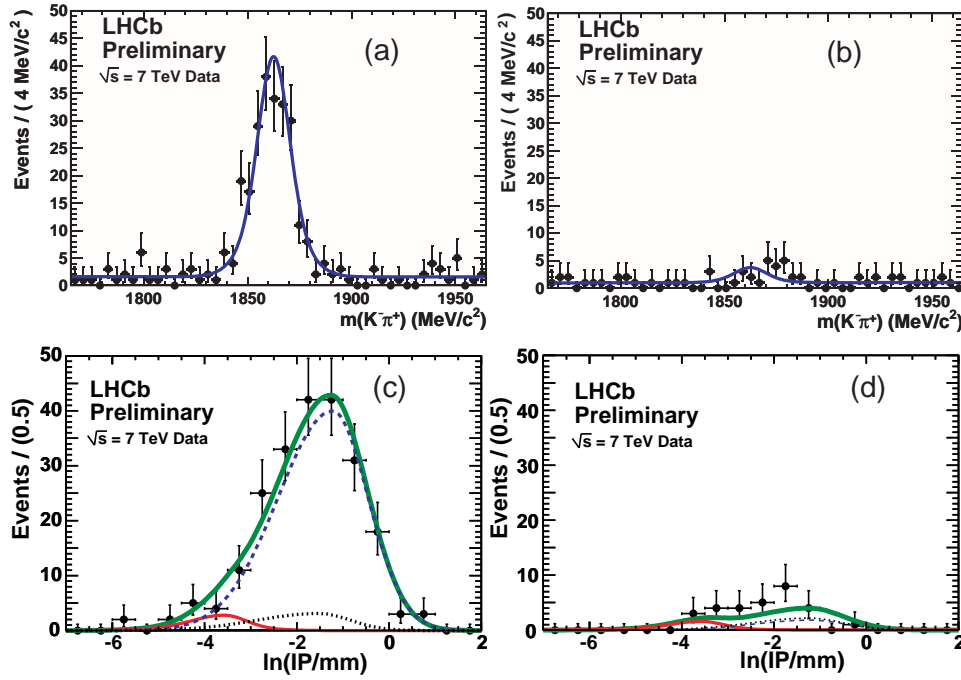 LHCb
Preliminary
√s = 7 TeV Data
(a)
Events / ( 4 MeV/c²)
50
45
40
35
30
25
20
15
10
5
0
1800 1850 1900 1950
m(K⁻π⁺) (MeV/c²)
LHCb
Preliminary
√s = 7 TeV Data
(b)
Events / ( 4 MeV/c²)
50
45
40
35
30
25
20
15
10
5
0
1800 1850 1900 1950
m(K⁻π⁺) (MeV/c²)
LHCb
Preliminary
√s = 7 TeV Data
(c)
Events / (0.5)
50
40
30
20
10
0
-6 -4 -2 0 2
ln(IP/mm)
LHCb
Preliminary
√s = 7 TeV Data
(d)
Events / (0.5)
50
40
30
20
10
0
-6 -4 -2 0 2
ln(IP/mm)